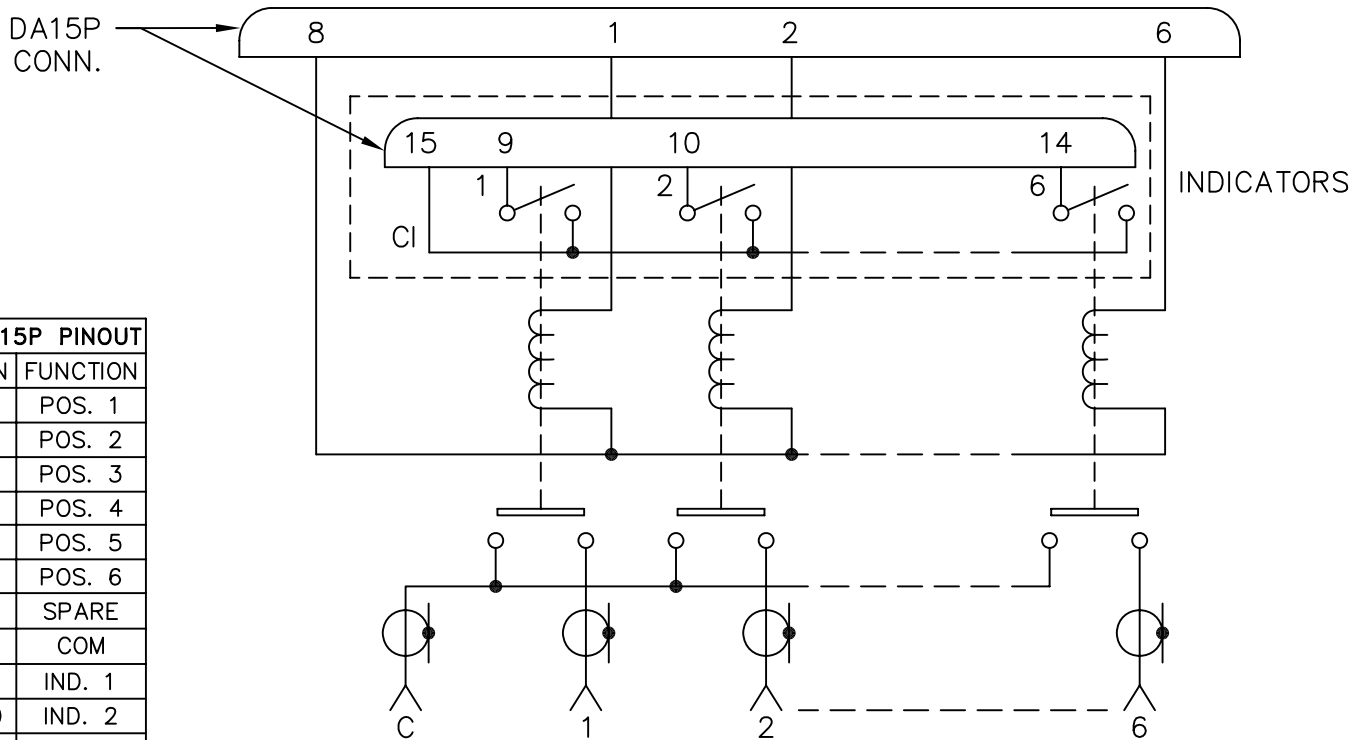 DA15P
CONN.
8 1 2 6
15 9 10 14
1 2 6
INDICATORS
CI
15P PINOUT
FUNCTION
POS. 1
POS. 2
POS. 3
POS. 4
POS. 5
POS. 6
SPARE
COM
IND. 1
IND. 2
C 1 2 6